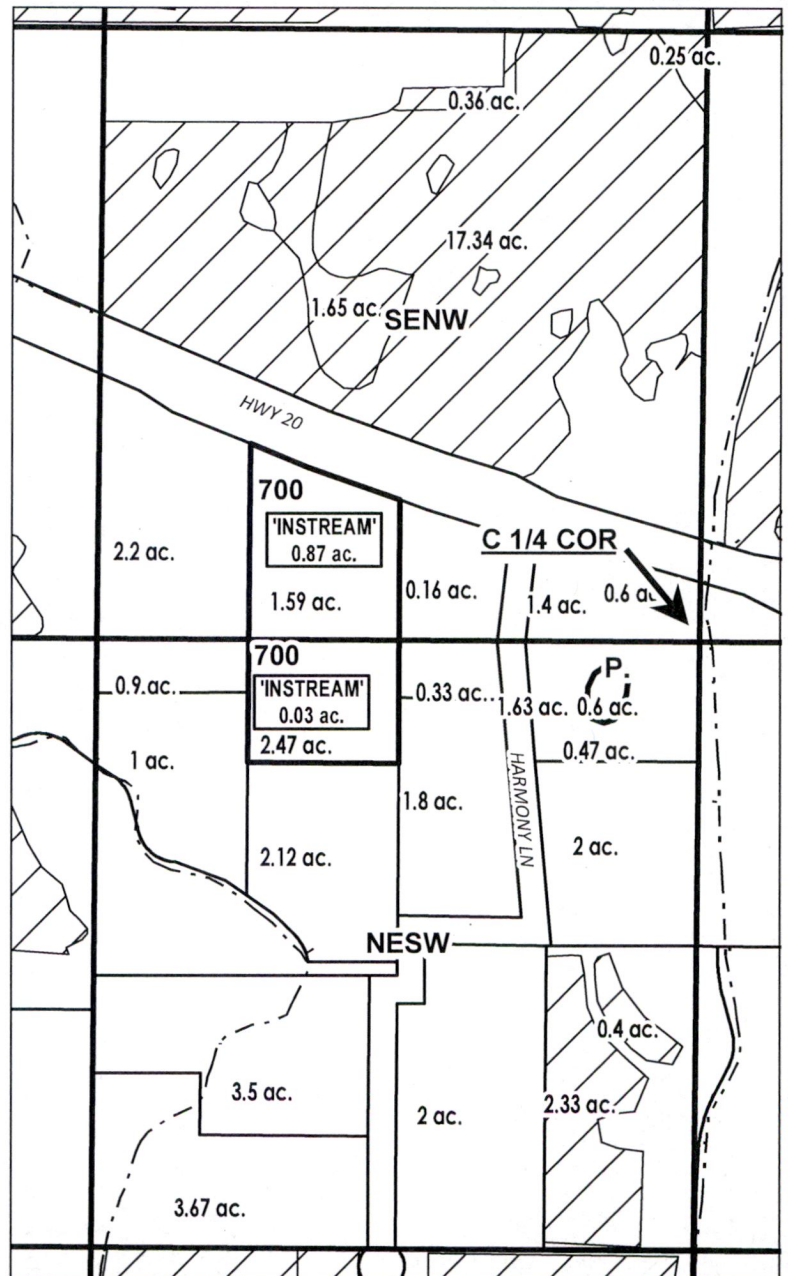 0.25 ac.
0.36 ac.
17.34 ac.
1.65 ac.
SENW
HWY 20
700
'INSTREAM'
0.87 ac.
C 1/4 COR
2.2 ac.
1.59 ac.
0.16 ac.
1.4 ac.
0.6 ac
700
P.
0.9 ac.
'INSTREAM'
0.03 ac.
0.33 ac.
1.63 ac.
0.6 ac.
2.47 ac.
0.47 ac.
1 ac.
1.8 ac.
HARMONY LN
2.12 ac.
2 ac.
NESW
0.4 ac.
3.5 ac.
2 ac.
2.33 ac.
3.67 ac.